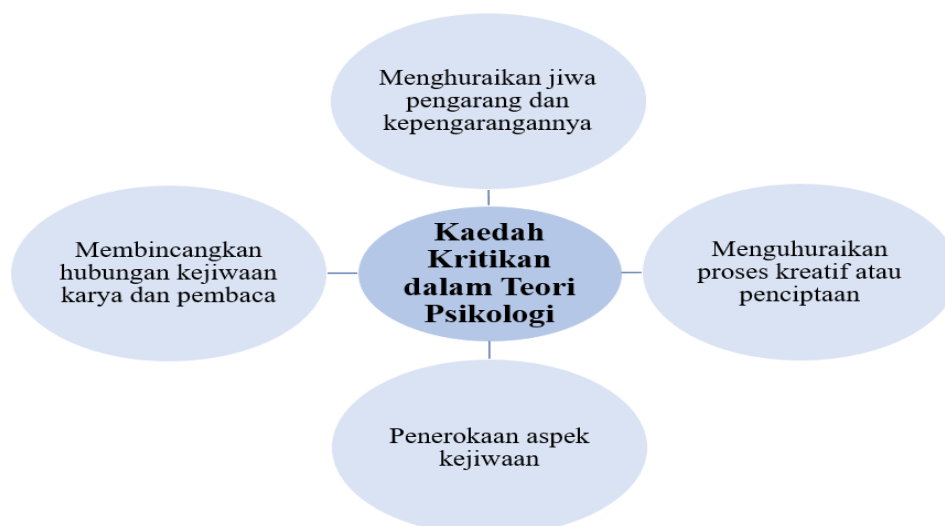 Menghuraikan jiwa
pengarang dan
kepengarangannya
Membincangkan
hubungan kejiwaan
karya dan pembaca
Kaedah
Kritikan
dalam Teori
Psikologi
Menguhuraikan
proses kreatif atau
penciptaan
Penerokaan aspek
kejiwaan